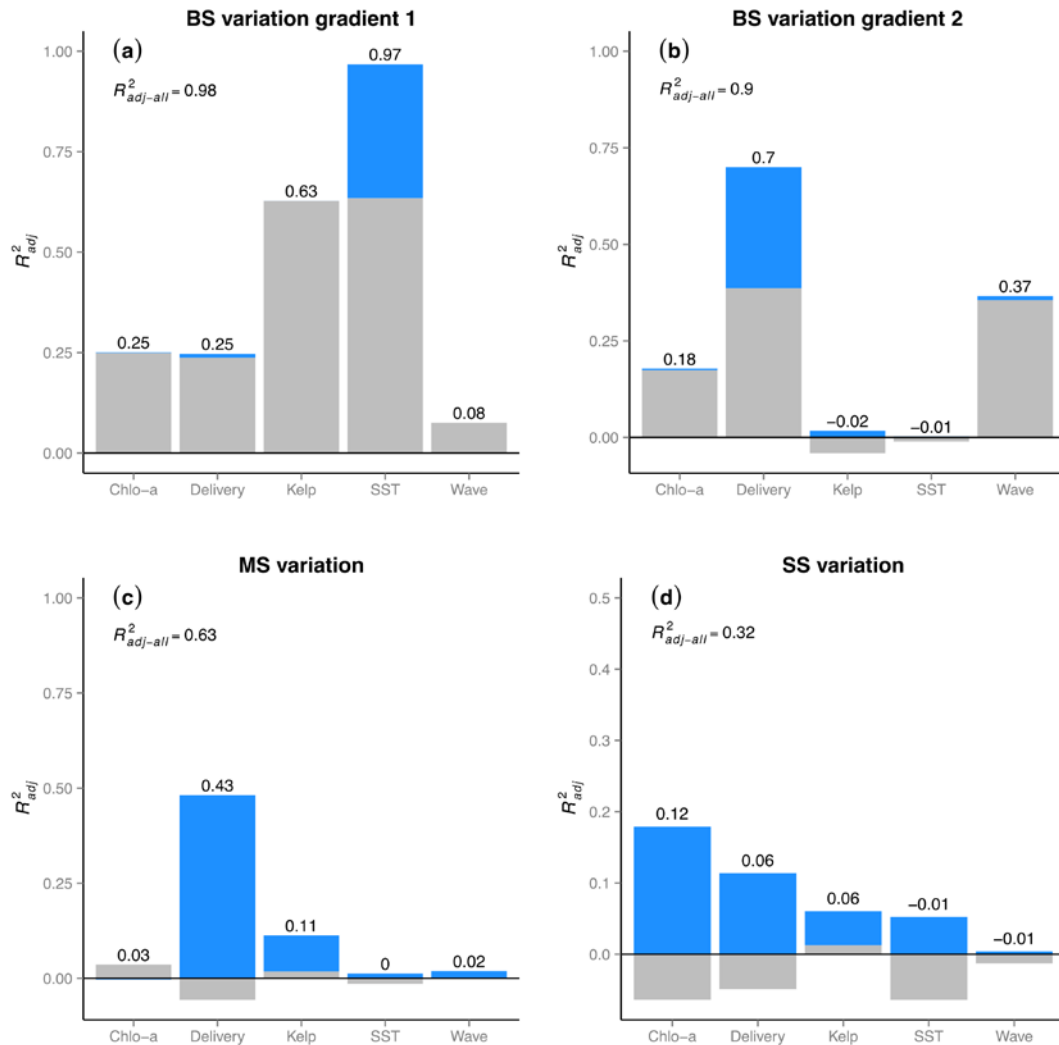 BS variation gradient 1
(a)
R²adj−all = 0.98
R²adj
1.00
0.75
0.50
0.25
0.00
0.25
0.25
0.63
0.97
0.08
Chlo−a Delivery Kelp SST Wave
BS variation gradient 2
(b)
R²adj−all = 0.9
R²adj
1.00
0.75
0.50
0.25
0.00
0.18
0.7
−0.02
−0.01
0.37
Chlo−a Delivery Kelp SST Wave
MS variation
(c)
R²adj−all = 0.63
R²adj
1.00
0.75
0.50
0.25
0.00
0.03
0.43
0.11
0
0.02
Chlo−a Delivery Kelp SST Wave
SS variation
(d)
R²adj−all = 0.32
R²adj
0.5
0.4
0.3
0.2
0.1
0.0
0.12
0.06
0.06
−0.01
−0.01
Chlo−a Delivery Kelp SST Wave